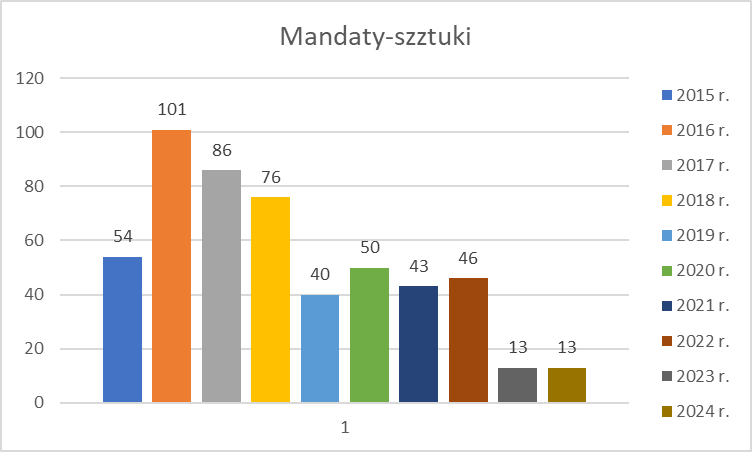 Mandaty-szztuki
120
100
80
60
40
20
0
54
101
86
76
40
50
43
46
13
13
1
2015 r.
2016 r.
2017 r.
2018 r.
2019 r.
2020 r.
2021 r.
2022 r.
2023 r.
2024 r.